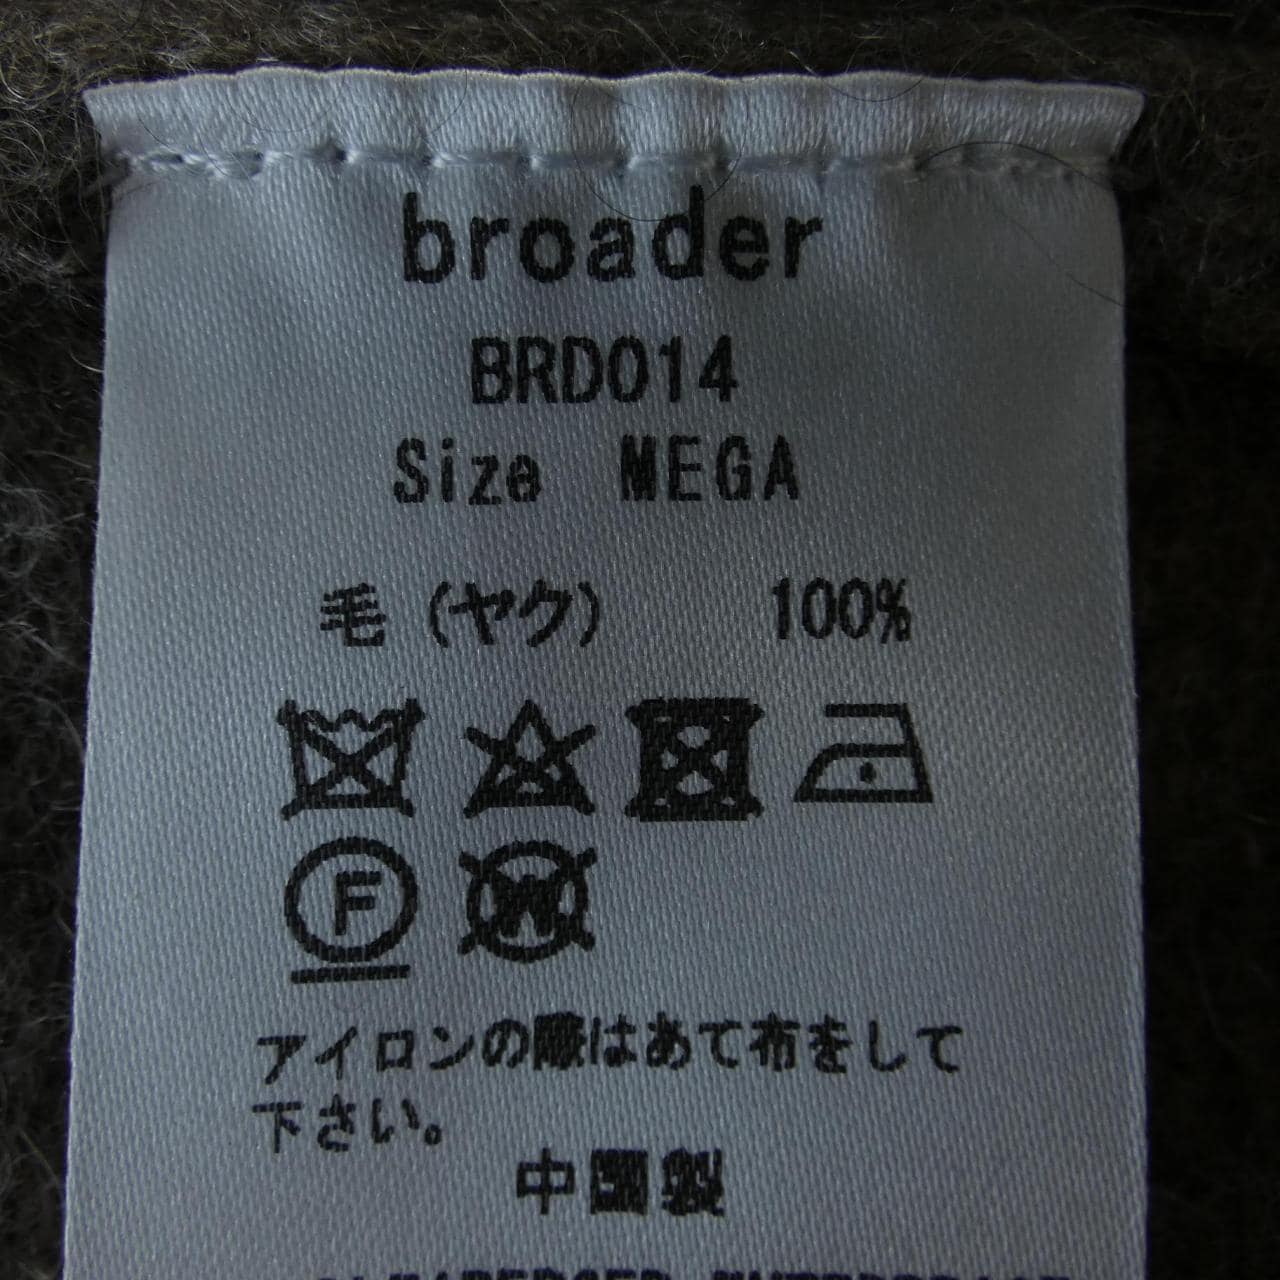 broader
BRD014
Size MEGA
毛(ヤク) 100%
F
W
アイロンの際はあて布をして
下さい。
中国製